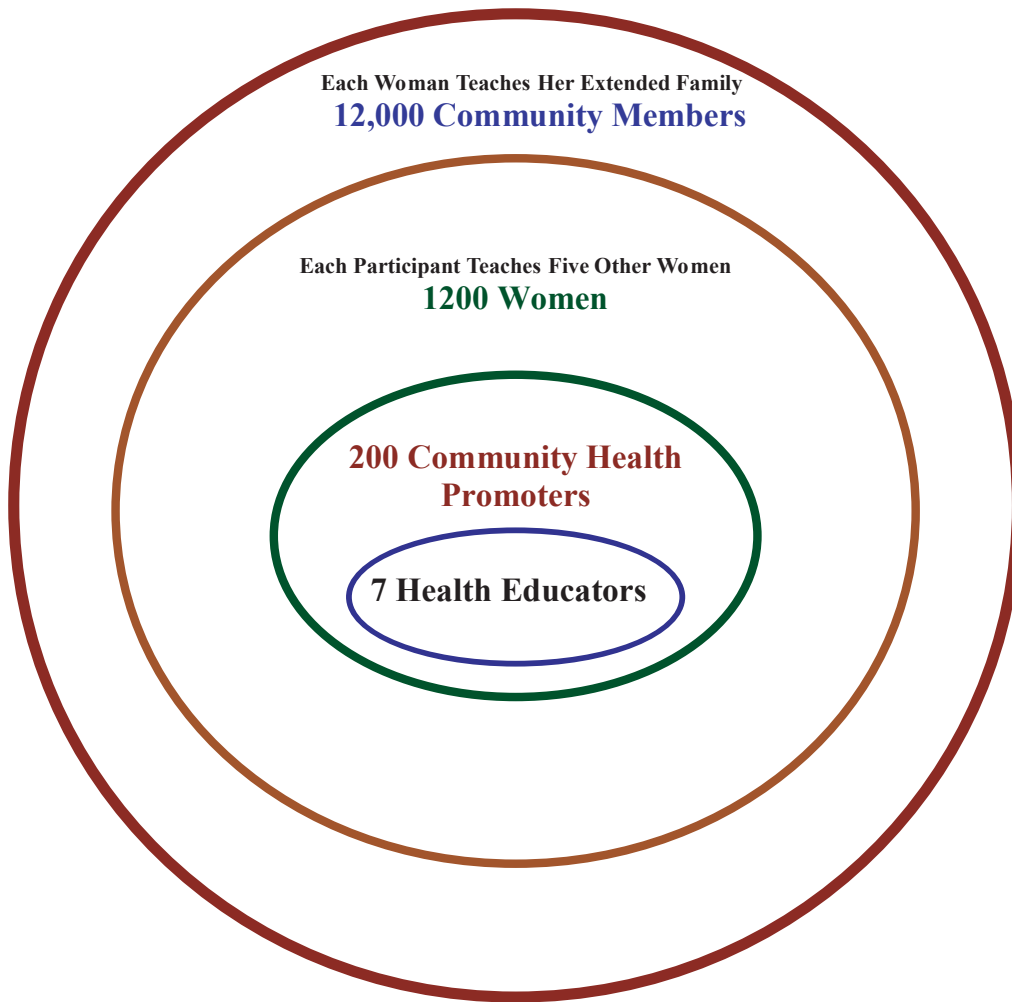 Each Woman Teaches Her Extended Family
12,000 Community Members
Each Participant Teaches Five Other Women
1200 Women
200 Community Health
Promoters
7 Health Educators